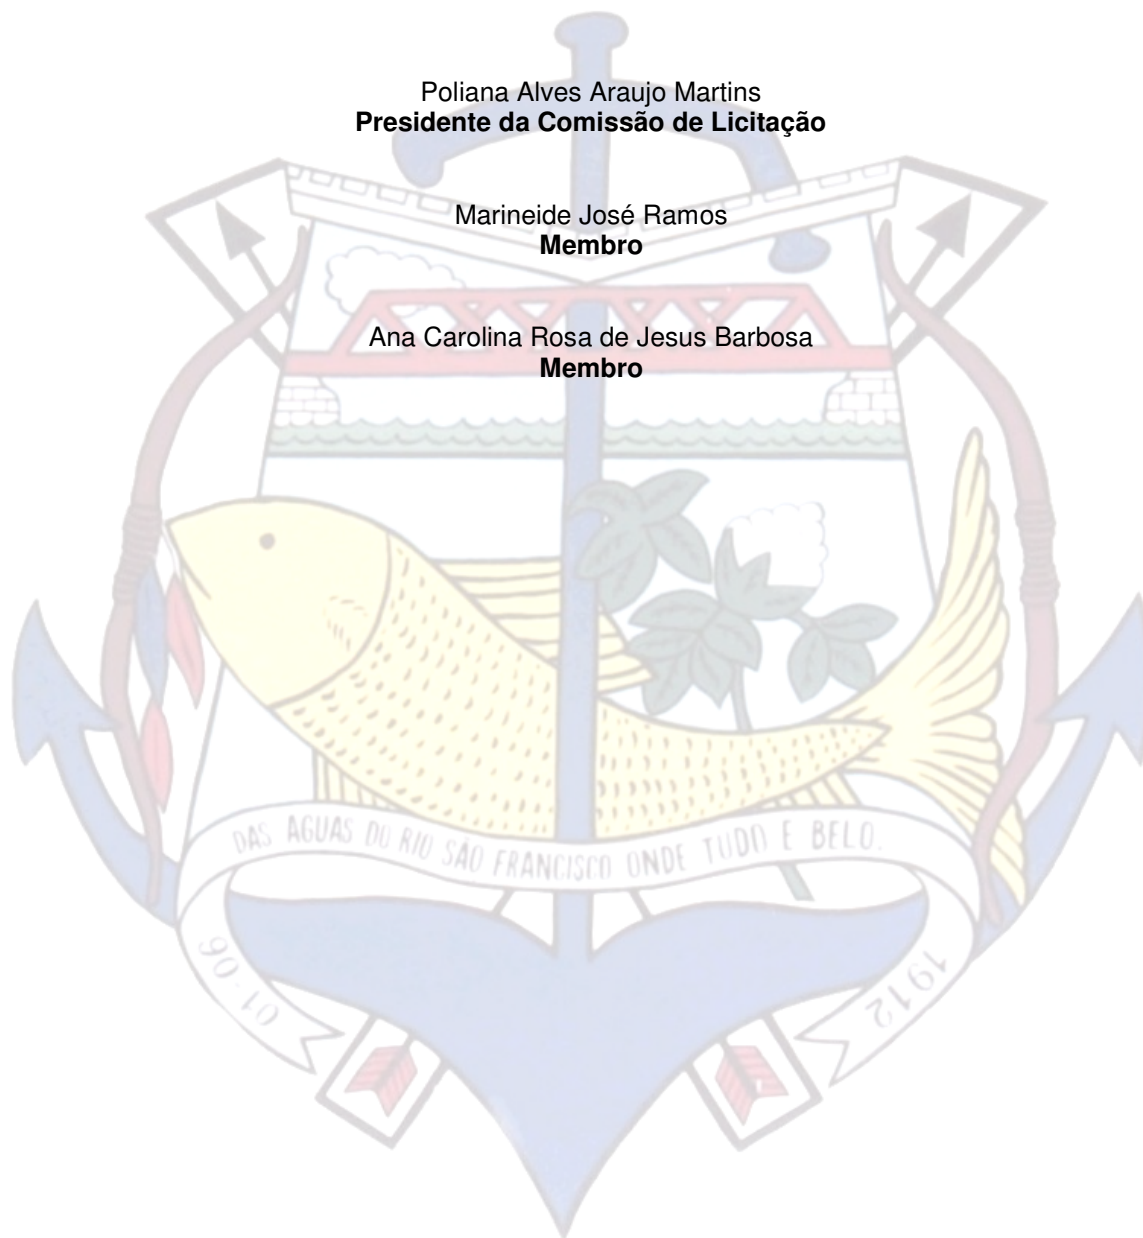 Poliana Alves Araujo Martins
Presidente da Comissão de Licitação
Marineide José Ramos
Membro
Ana Carolina Rosa de Jesus Barbosa
Membro
DAS AGUAS DO RIO SÃO FRANCISCO ONDE TUDO E BELO.
01-06
1912